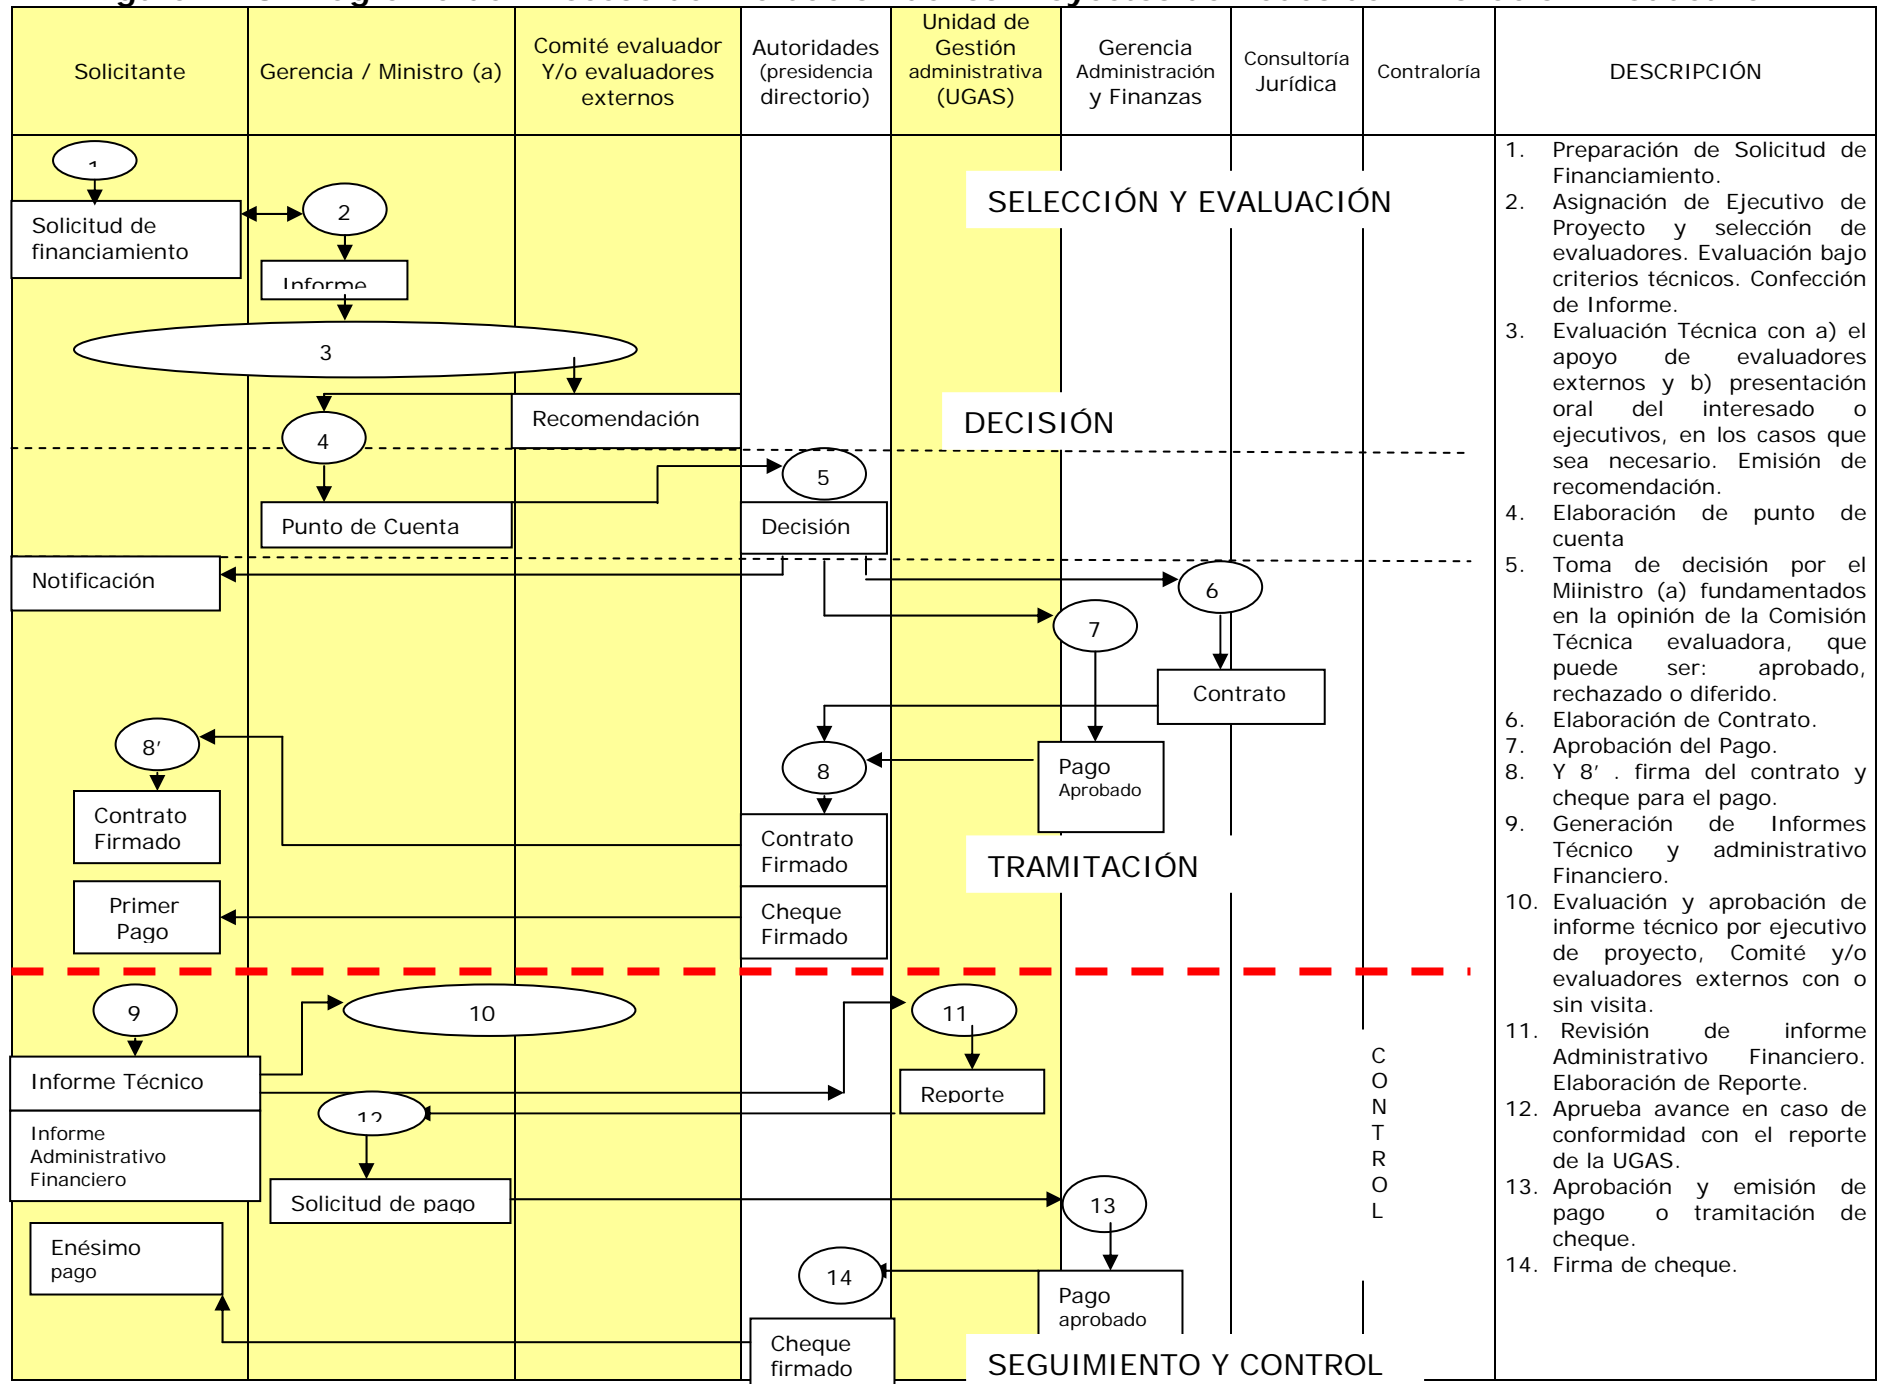 Solicitante
Gerencia / Ministro (a)
Comité evaluador
Y/o evaluadores
externos
Autoridades
(presidencia
directorio)
Unidad de
Gestión
administrativa
(UGAS)
Gerencia
Administración
y Finanzas
Consultoría
Jurídica
Contraloría
DESCRIPCIÓN
1
Solicitud de
financiamiento
2
Informe
SELECCIÓN Y EVALUACIÓN
3
Recomendación
DECISIÓN
4
5
Punto de Cuenta
Decisión
Notificación
6
7
Contrato
8’
8
Pago
Aprobado
Contrato
Firmado
Contrato
Firmado
TRAMITACIÓN
Primer
Pago
Cheque
Firmado
9
10
11
Informe Técnico
Reporte
12
Informe
Administrativo
Financiero
Solicitud de pago
13
C
O
N
T
R
O
L
Enésimo
pago
14
Pago
aprobado
Cheque
firmado
SEGUIMIENTO Y CONTROL
1. Preparación de Solicitud de
Financiamiento.
2. Asignación de Ejecutivo de
Proyecto y selección de
evaluadores. Evaluación bajo
criterios técnicos. Confección
de Informe.
3. Evaluación Técnica con a) el
apoyo de evaluadores
externos y b) presentación
oral del interesado o
ejecutivos, en los casos que
sea necesario. Emisión de
recomendación.
4. Elaboración de punto de
cuenta
5. Toma de decisión por el
Miinistro (a) fundamentados
en la opinión de la Comisión
Técnica evaluadora, que
puede ser: aprobado,
rechazado o diferido.
6. Elaboración de Contrato.
7. Aprobación del Pago.
8. Y 8’ . firma del contrato y
cheque para el pago.
9. Generación de Informes
Técnico y administrativo
Financiero.
10. Evaluación y aprobación de
informe técnico por ejecutivo
de proyecto, Comité y/o
evaluadores externos con o
sin visita.
11. Revisión de informe
Administrativo Financiero.
Elaboración de Reporte.
12. Aprueba avance en caso de
conformidad con el reporte
de la UGAS.
13. Aprobación y emisión de
pago o tramitación de
cheque.
14. Firma de cheque.